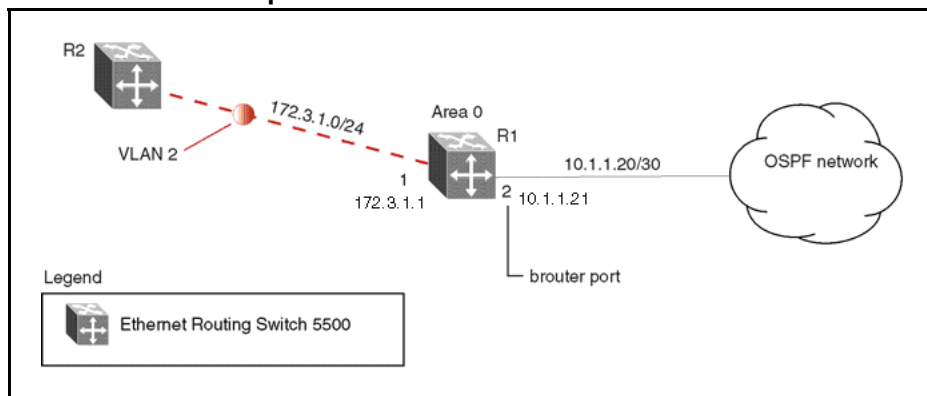 R2
172.3.1.0/24
VLAN 2
Area 0
R1
1
172.3.1.1
2
10.1.1.21
10.1.1.20/30
OSPF network
brouter port
Legend
Ethernet Routing Switch 5500